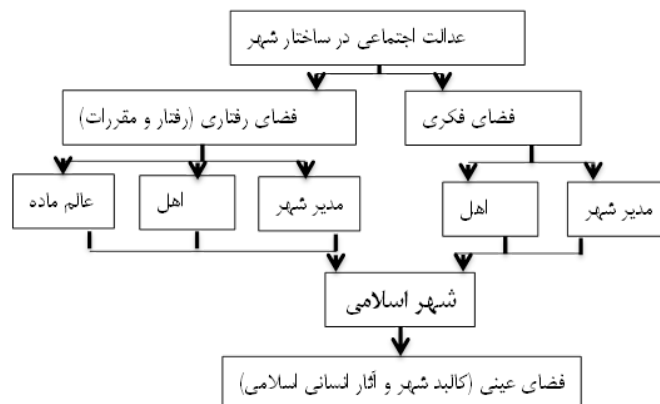 عدالت اجتماعی در ساختار شهر
فضای فکری
فضای رفتاری (رفتار و مقررات)
مدیر شهر
اهل
مدیر شهر
اهل
عالم ماده
شهر اسلامی
فضای عینی (کالبد شهر و آثار انسانی اسلامی)